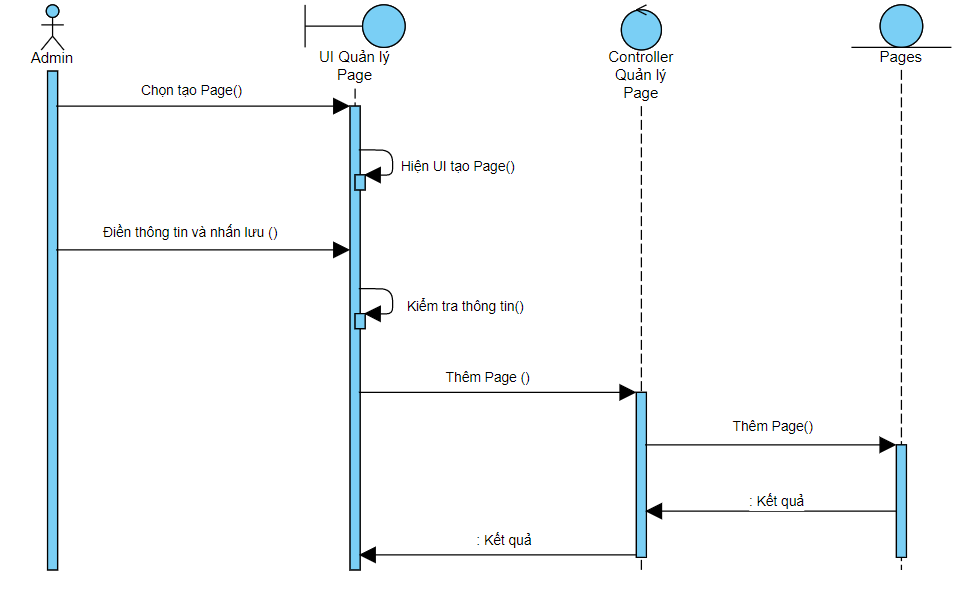 Admin
UI Quản lý
Page
Controller
Quản lý
Page
Pages
Chọn tạo Page()
Hiện UI tạo Page()
Điền thông tin và nhấn lưu ()
Kiểm tra thông tin()
Thêm Page ()
Thêm Page()
: Kết quả
: Kết quả